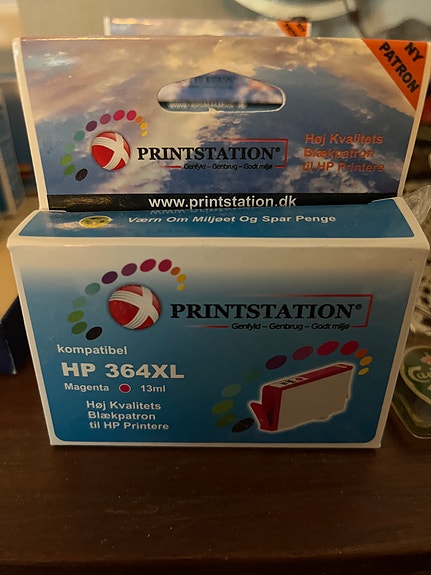 NY
PATRON
PRINTSTATION®
Genfyld – Genbrug – Godt miljø
Høj Kvalitets
Blækpatron
til HP Printere
www.printstation.dk
Værn Om Miljøet Og Spar Penge
PRINTSTATION®
Genfyld – Genbrug – Godt miljø
kompatibel
HP 364XL
Magenta 13ml
Høj Kvalitets
Blækpatron
til HP Printere